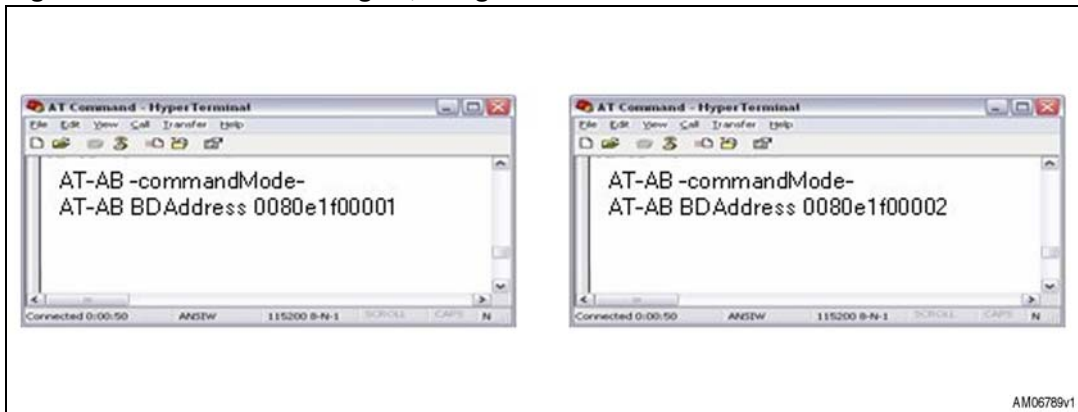 AT Command - HyperTerminal
File Edit View Call Transfer Help
AT-AB -commandMode-
AT-AB BDAddress 0080e1f00001
Connected 0:00:50 ANSIW 115200 8-N-1 SCROLL CAPS N
AT Command - HyperTerminal
File Edit View Call Transfer Help
AT-AB -commandMode-
AT-AB BDAddress 0080e1f00002
Connected 0:00:50 ANSIW 115200 8-N-1 SCROLL CAPS N
AM06789v1